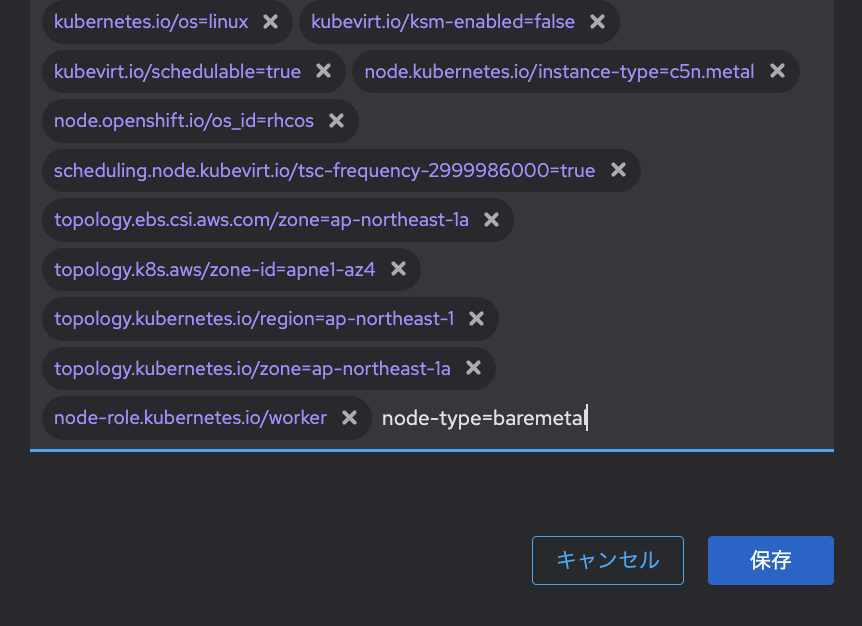 kubernetes.io/os=linux ✕ kubevirt.io/ksm-enabled=false ✕
kubevirt.io/schedulable=true ✕ node.kubernetes.io/instance-type=c5n.metal ✕
node.openshift.io/os_id=rhcos ✕
scheduling.node.kubevirt.io/tsc-frequency-2999986000=true ✕
topology.ebs.csi.aws.com/zone=ap-northeast-1a ✕
topology.k8s.aws/zone-id=apne1-az4 ✕
topology.kubernetes.io/region=ap-northeast-1 ✕
topology.kubernetes.io/zone=ap-northeast-1a ✕
node-role.kubernetes.io/worker ✕ node-type=baremetal
キャンセル 保存